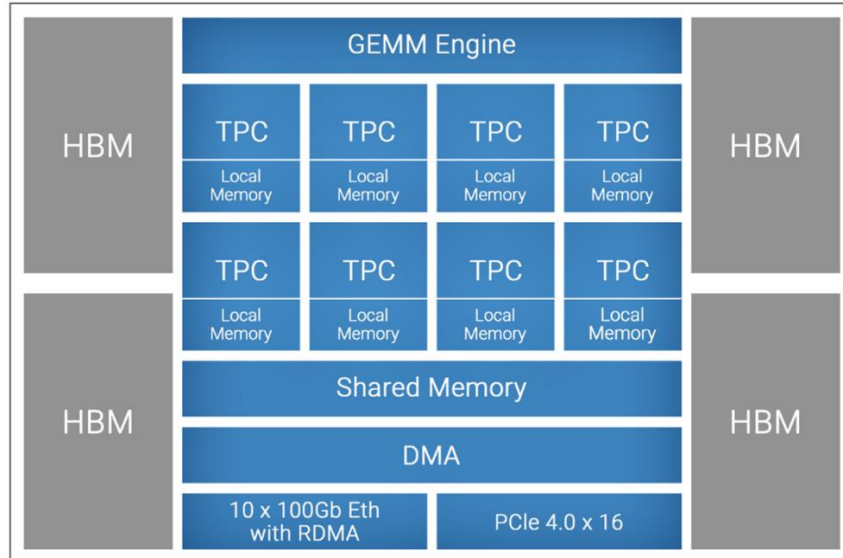 GEMM Engine
HBM
HBM
TPC
TPC
TPC
TPC
Local
Memory
Local
Memory
Local
Memory
Local
Memory
TPC
TPC
TPC
TPC
Local
Memory
Local
Memory
Local
Memory
Local
Memory
Shared Memory
HBM
HBM
DMA
10 x 100Gb Eth
with RDMA
PCle 4.0 x 16